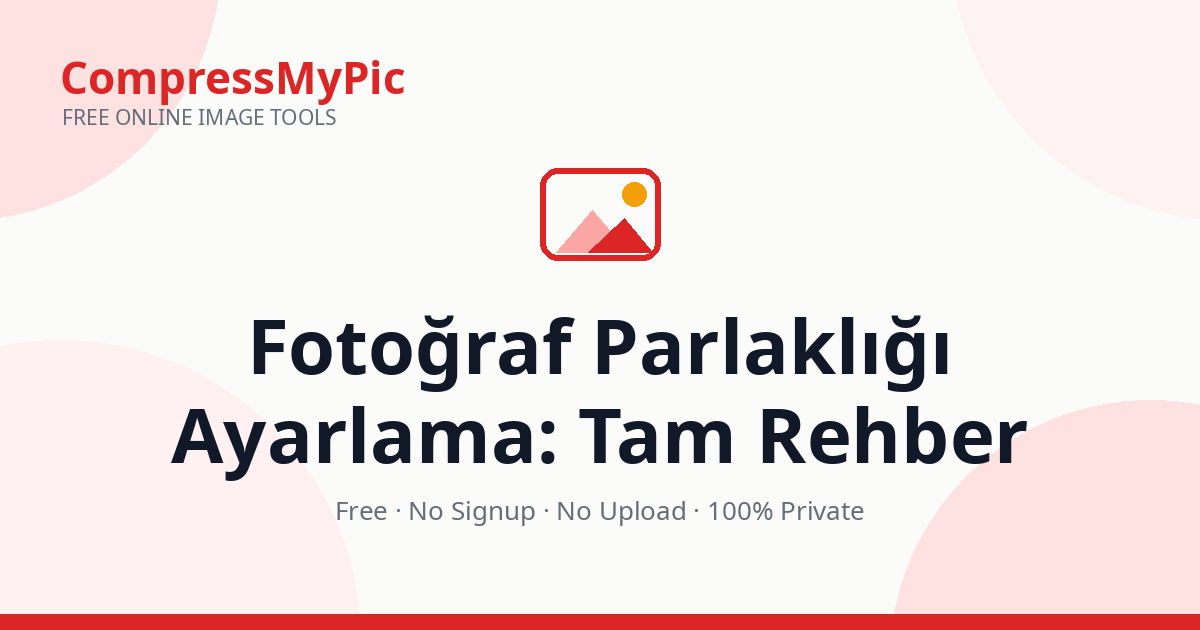 CompressMyPic
FREE ONLINE IMAGE TOOLS
Fotoğraf Parlaklığı
Ayarlama: Tam Rehber
Free · No Signup · No Upload · 100% Private